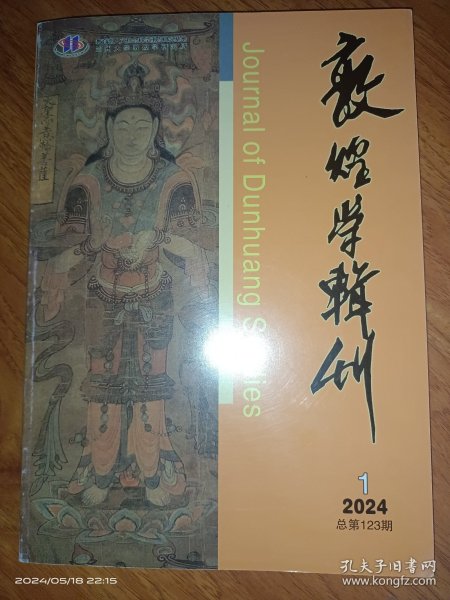 敦煌学辑刊
Journal of Dunhuang S ies
1
2024
总第123期
2024/05/18 22:15
孔夫子旧书网
www.kongfz.com